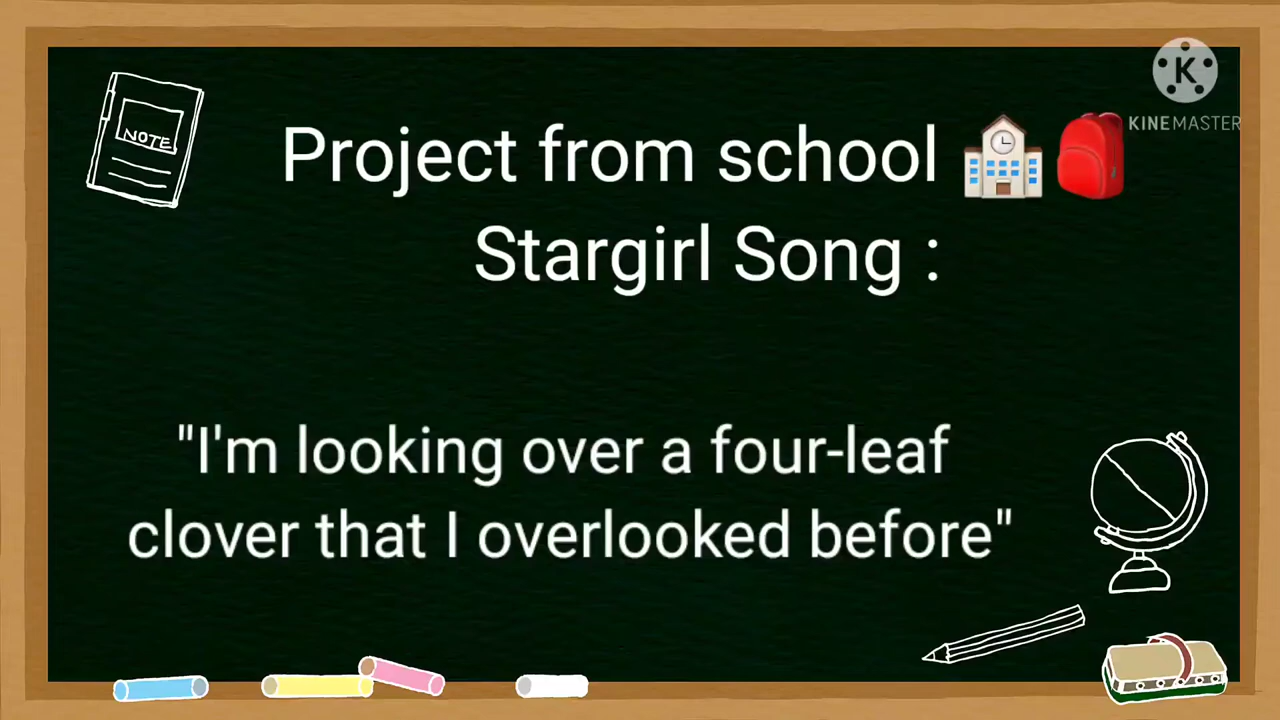 NOTE
Project from school
Stargirl Song :
"I'm looking over a four-leaf
clover that I overlooked before"
K
KINEMASTER